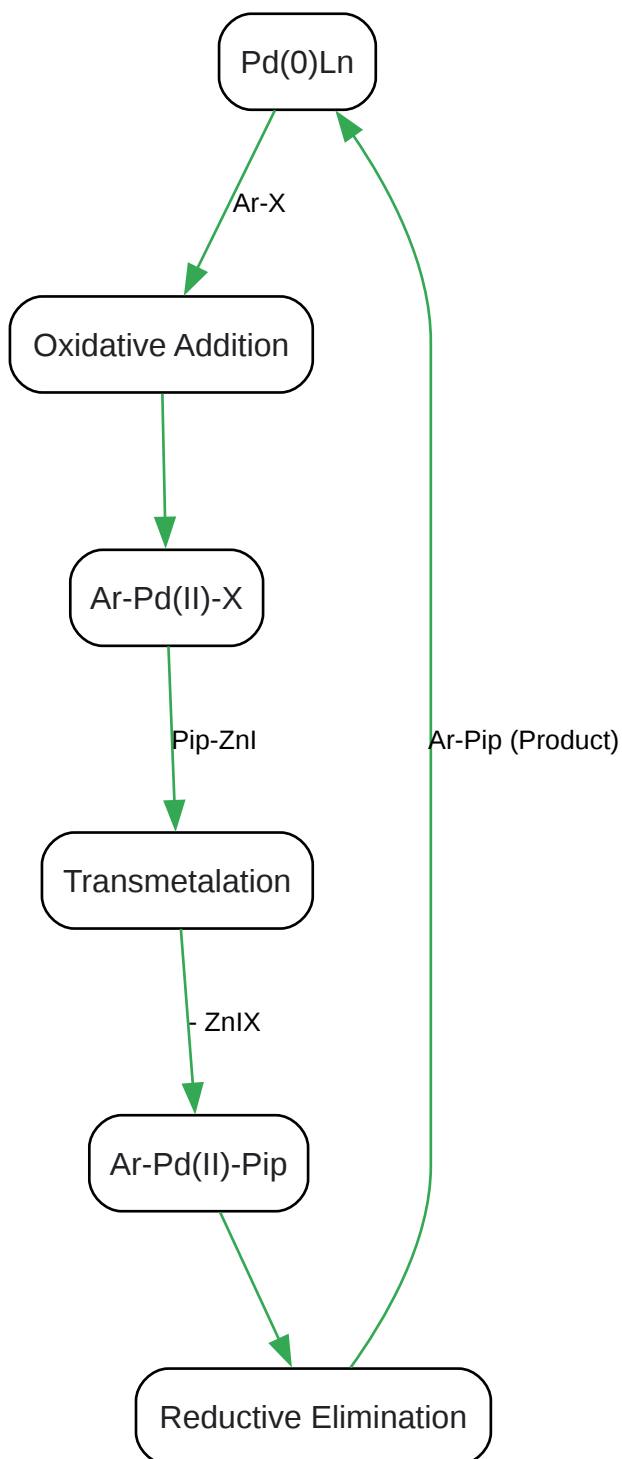 Pd(0)Ln
Ar-X
Oxidative Addition
Ar-Pd(II)-X
Pip-ZnI
Ar-Pip (Product)
Transmetalation
- ZnIX
Ar-Pd(II)-Pip
Reductive Elimination